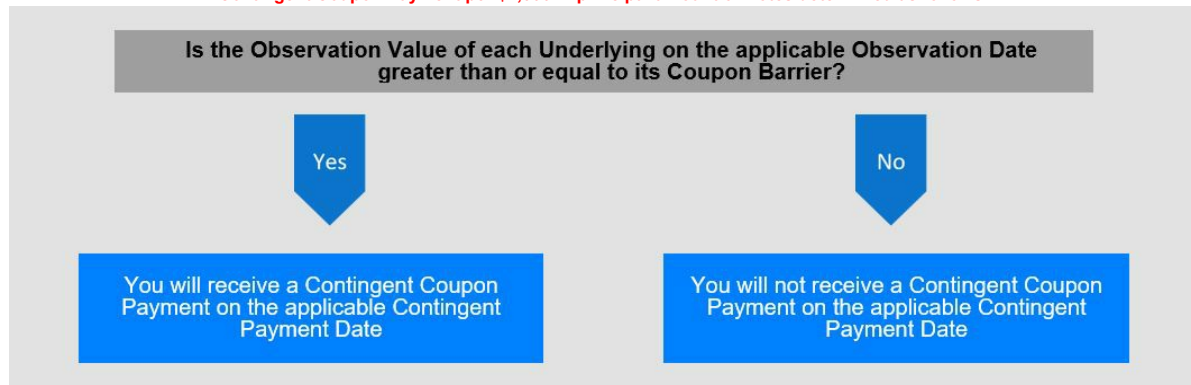 Is the Observation Value of each Underlying on the applicable Observation Date
greater than or equal to its Coupon Barrier?
Yes
No
You will receive a Contingent Coupon
Payment on the applicable Contingent
Payment Date
You will not receive a Contingent Coupon
Payment on the applicable Contingent
Payment Date